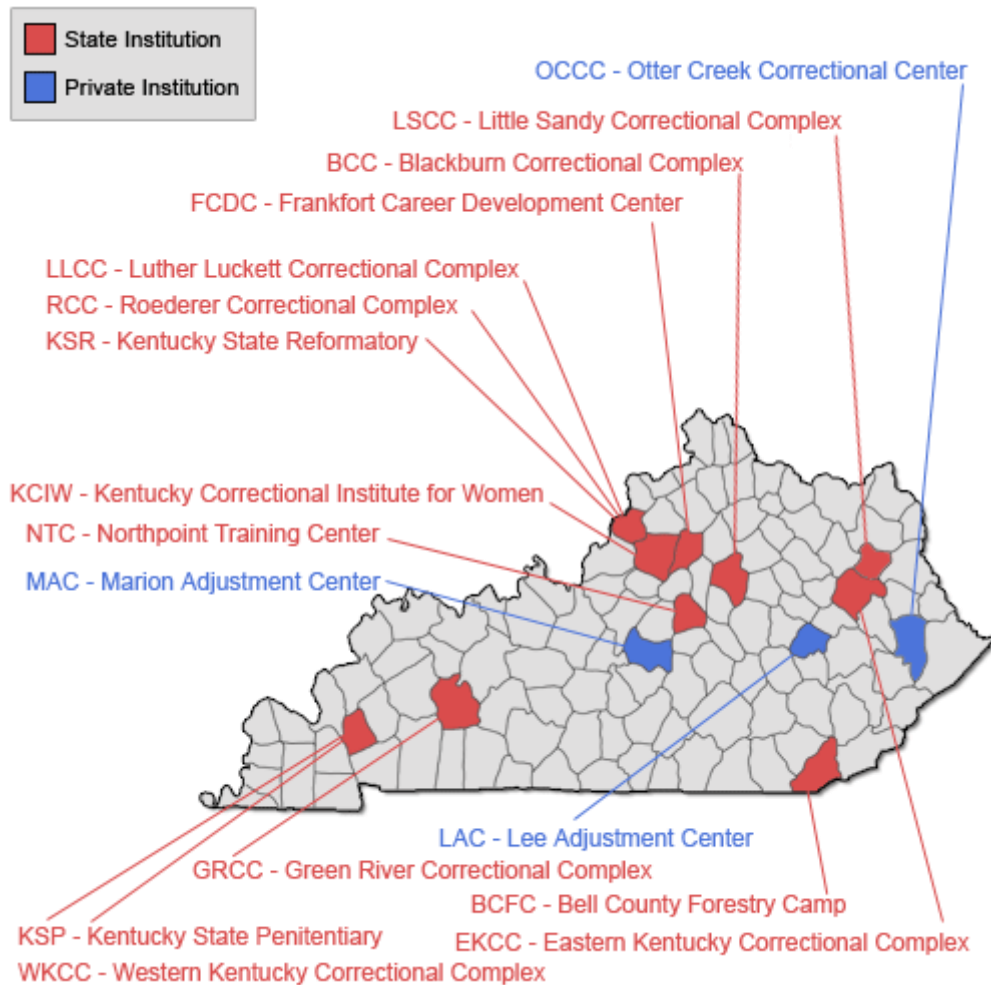 State Institution
Private Institution
OCCC - Otter Creek Correctional Center
LSCC - Little Sandy Correctional Complex
BCC - Blackburn Correctional Complex
FCDC - Frankfort Career Development Center
LLCC - Luther Luckett Correctional Complex
RCC - Roederer Correctional Complex
KSR - Kentucky State Reformatory
KCIW - Kentucky Correctional Institute for Women
NTC - Northpoint Training Center
MAC - Marion Adjustment Center
LAC - Lee Adjustment Center
GRCC - Green River Correctional Complex
BCFC - Bell County Forestry Camp
KSP - Kentucky State Penitentiary
EKCC - Eastern Kentucky Correctional Complex
WKCC - Western Kentucky Correctional Complex